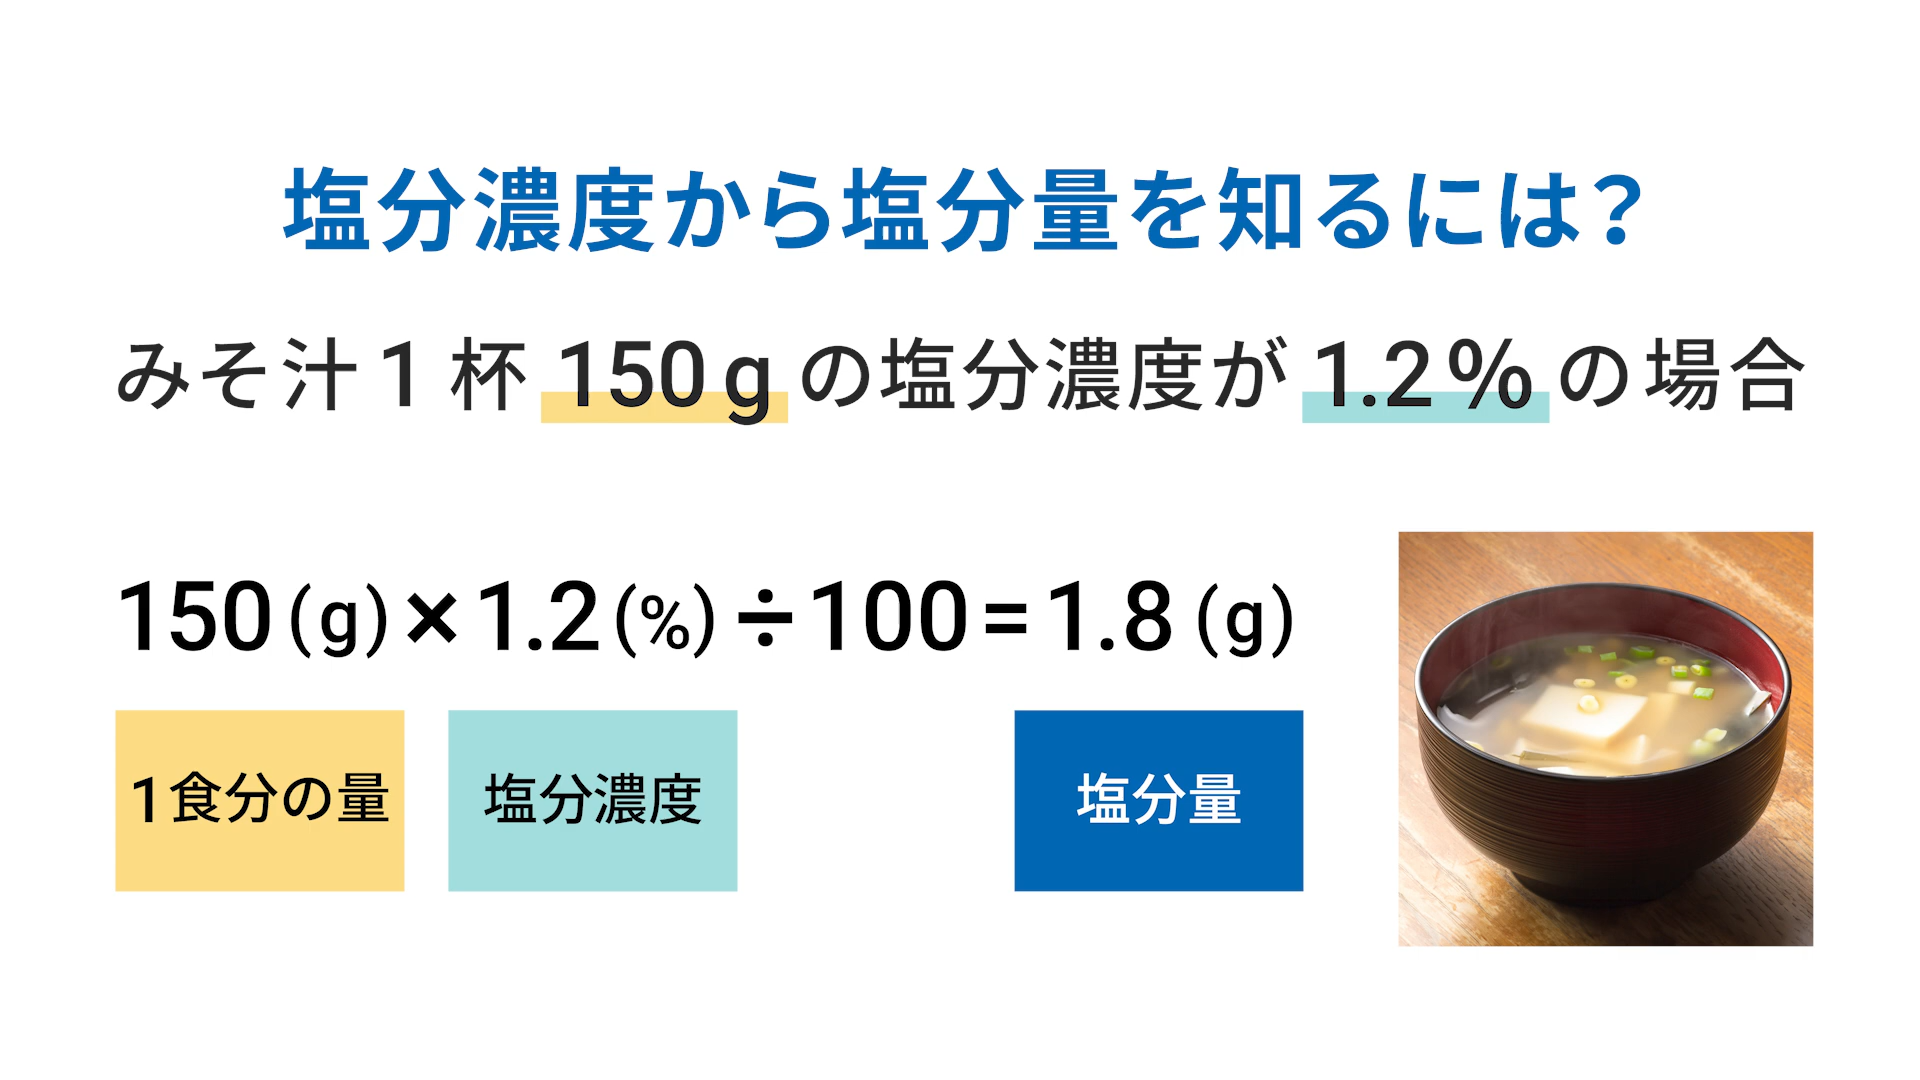 塩分濃度から塩分量を知るには？
みそ汁1杯150gの塩分濃度が1.2%の場合
150(g)×1.2(%)÷100=1.8(g)
1食分の量
塩分濃度
塩分量